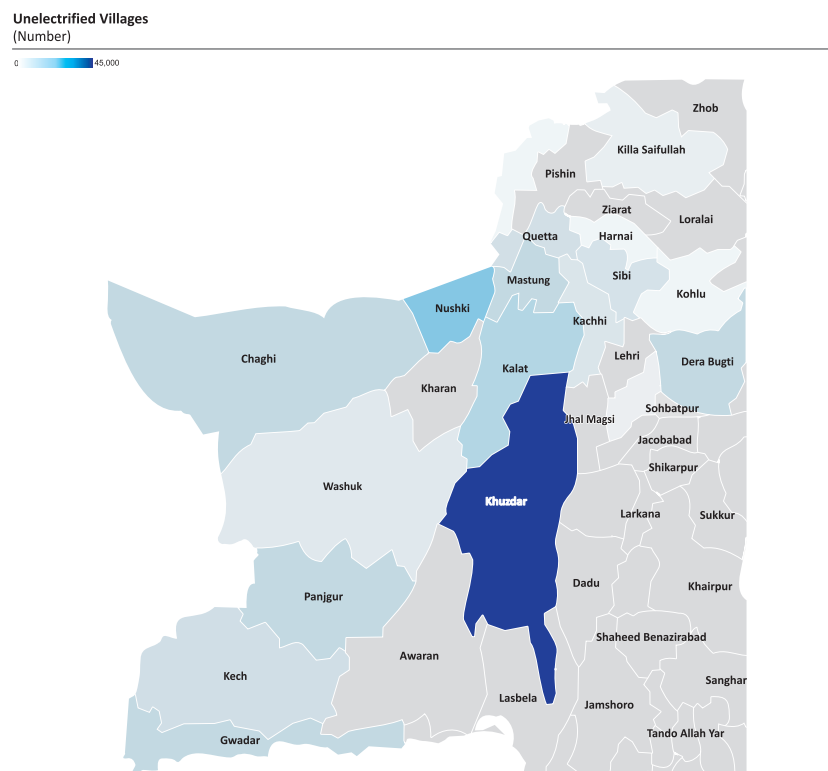 Unelectrified Villages
(Number)
0 45,000
Zhob
Killa Saifullah
Pishin
Ziarat
Loralai
Quetta
Harnai
Sibi
Mastung
Kohlu
Nushki
Kachhi
Chaghi
Lehri
Dera Bugti
Kalat
Kharan
Sohbatpur
Jhal Magsi
Jacobabad
Shikarpur
Washuk
Khuzdar
Larkana
Sukkur
Dadu
Khairpur
Panjgur
Shaheed Benazirabad
Awaran
Kech
Sanghar
Lasbela
Jamshoro
Tando Allah Yar
Gwadar